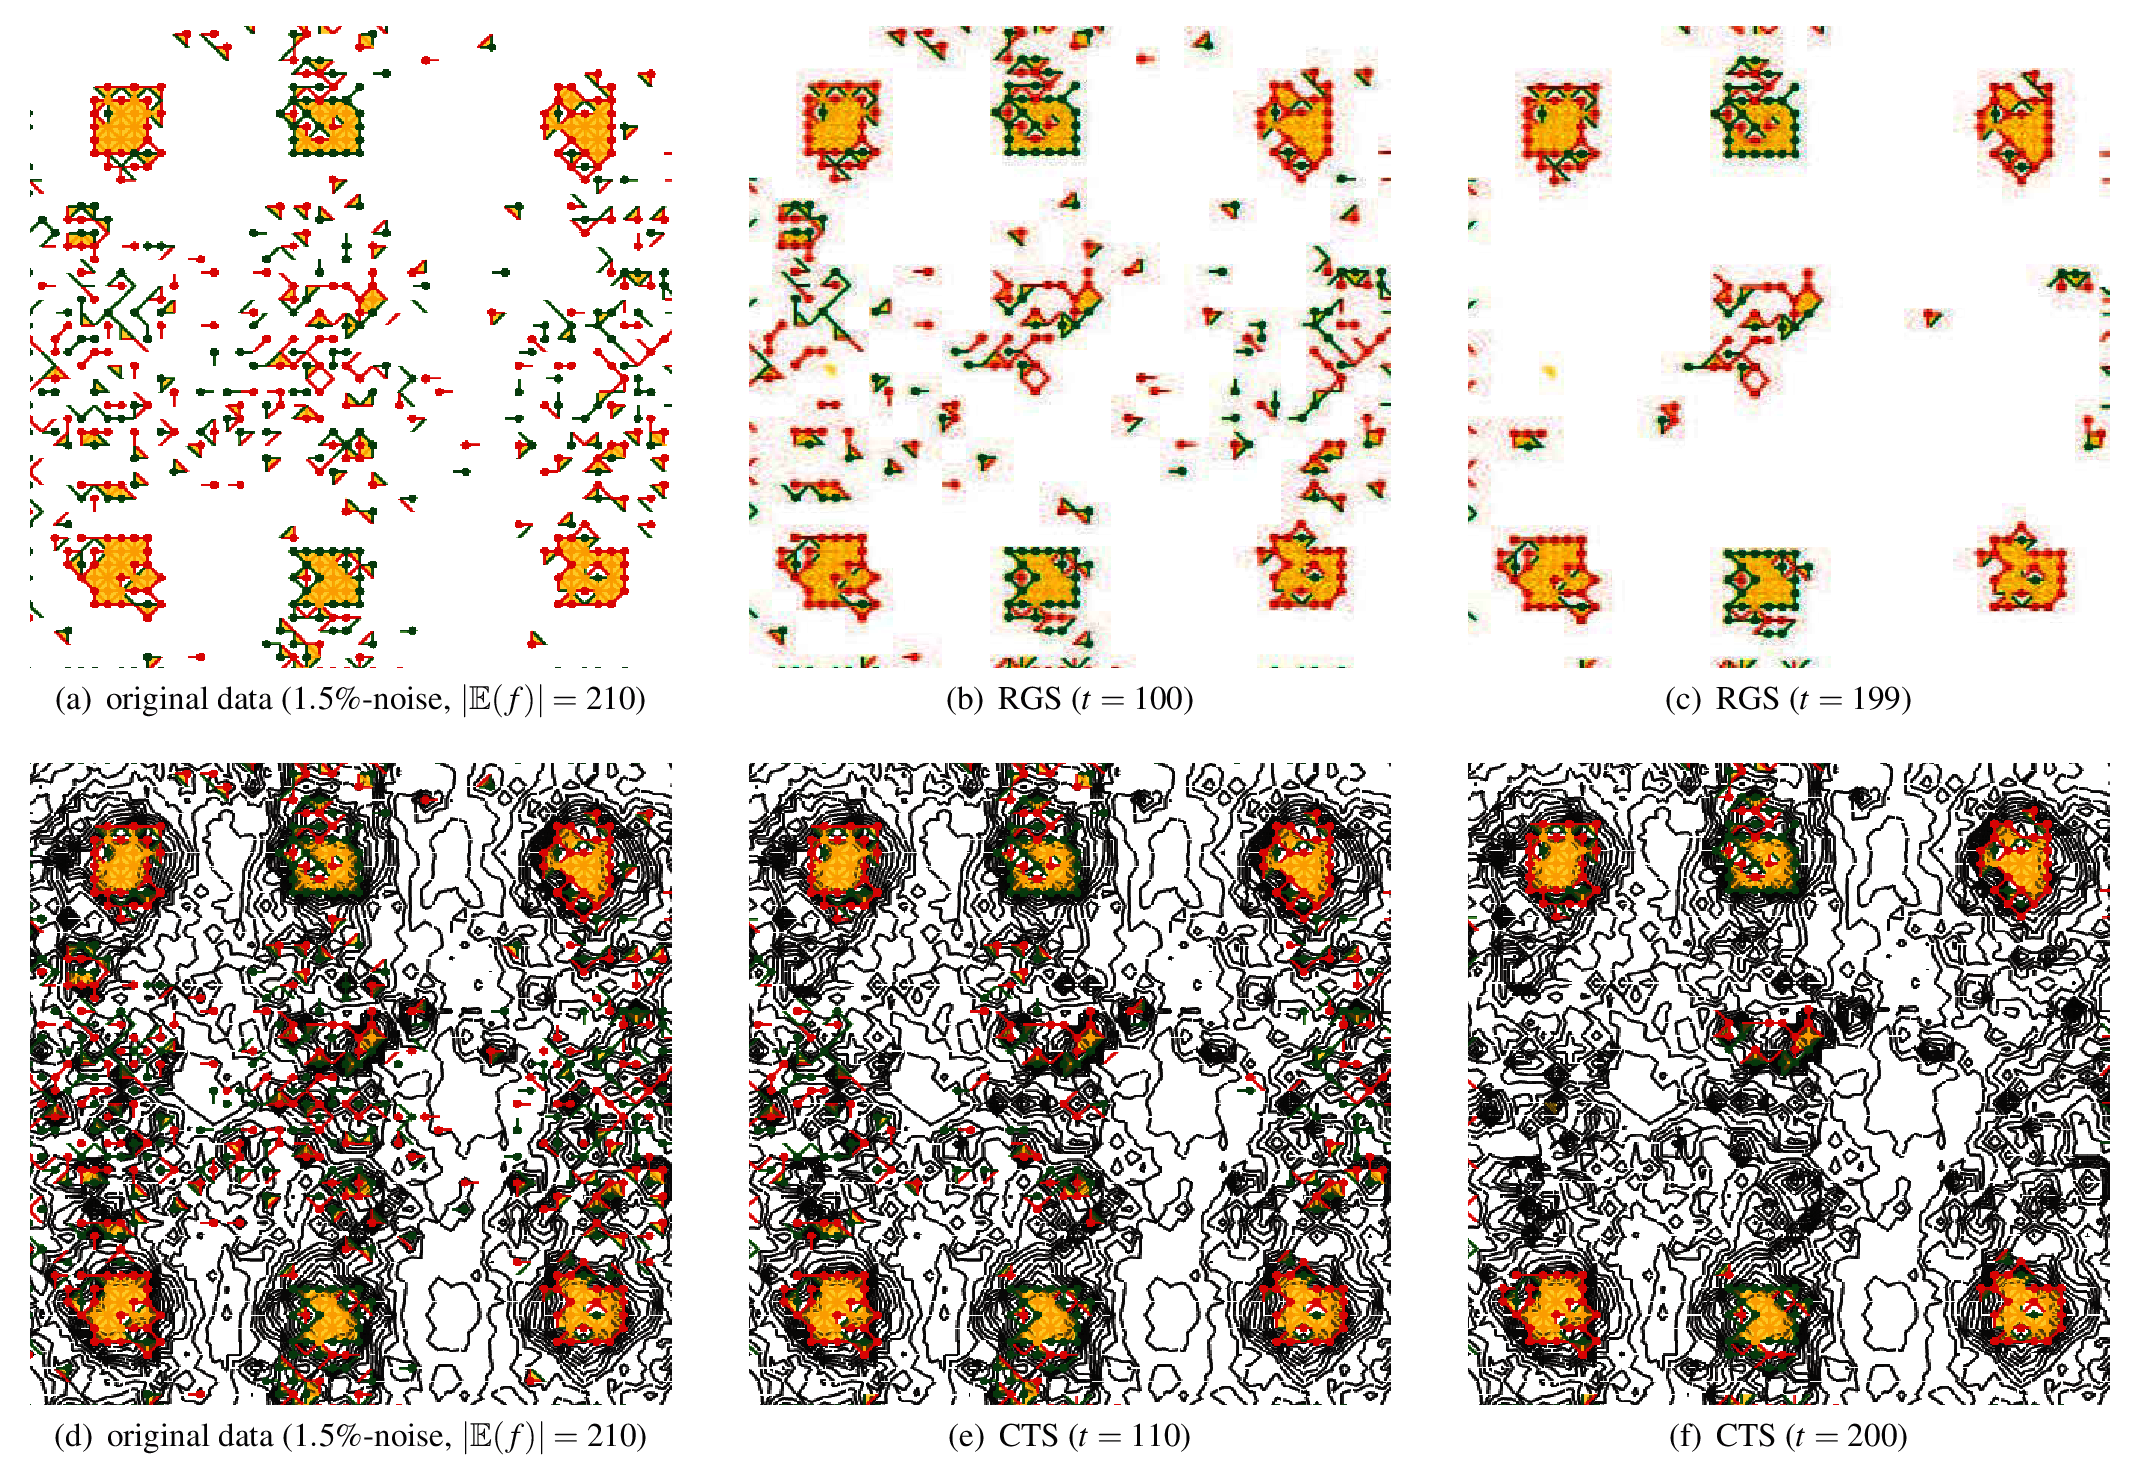 (a) original data (1.5%-noise, |𝔼(f)| = 210)
(b) RGS (t = 100)
(c) RGS (t = 199)
(d) original data (1.5%-noise, |𝔼(f)| = 210)
(e) CTS (t = 110)
(f) CTS (t = 200)